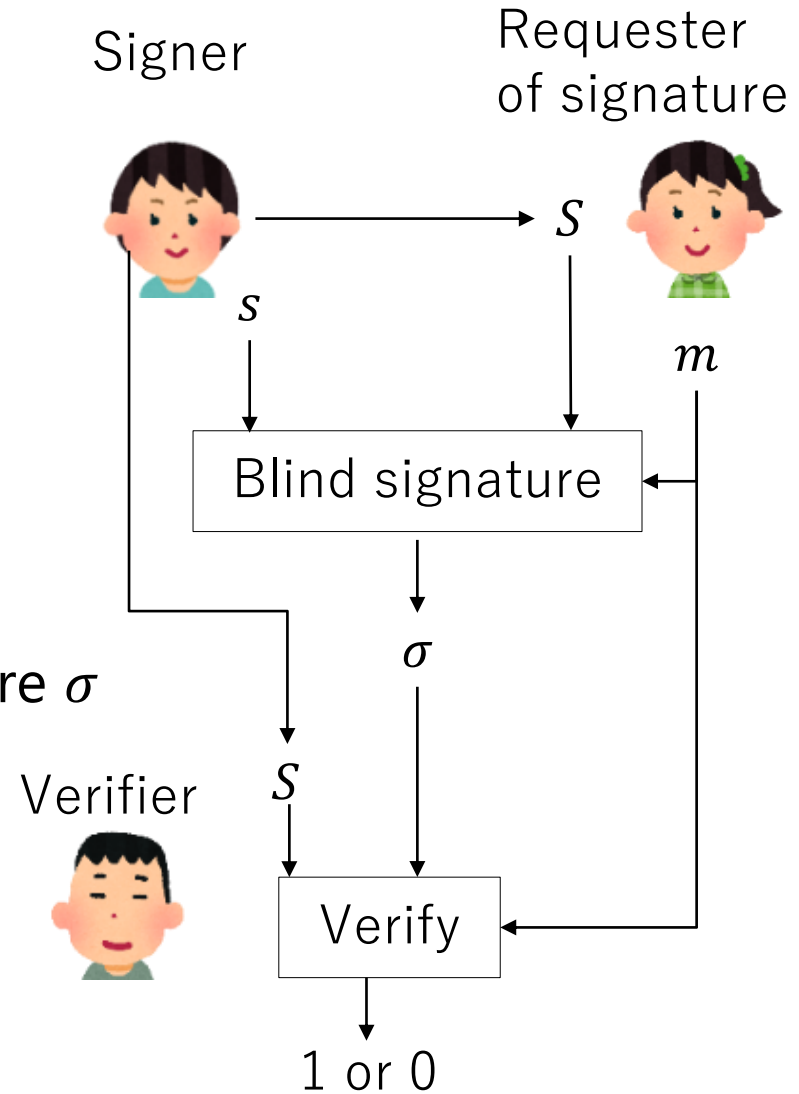 Signer
Requester
of signature
S
s
m
Blind signature
σ
re σ
Verifier
S
Verify
1 or 0